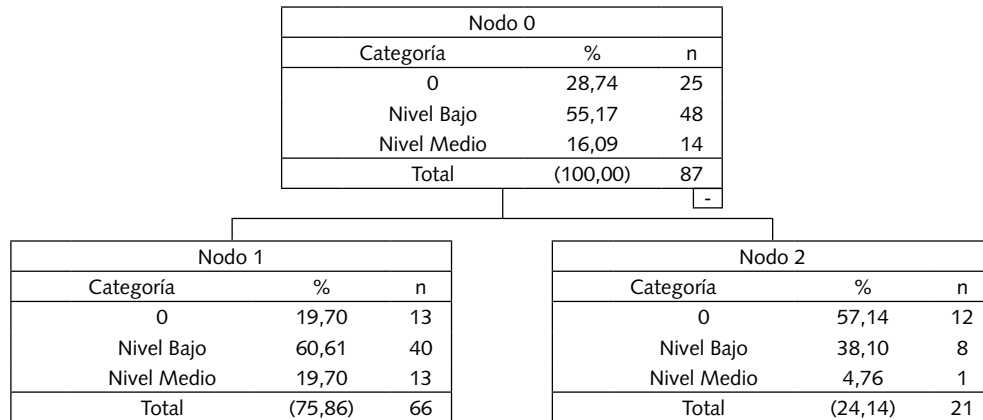 Nodo 0
Categoría % n
0 28,74 25
Nivel Bajo 55,17 48
Nivel Medio 16,09 14
Total (100,00) 87
-
Nodo 1
Categoría % n
0 19,70 13
Nivel Bajo 60,61 40
Nivel Medio 19,70 13
Total (75,86) 66
Nodo 2
Categoría % n
0 57,14 12
Nivel Bajo 38,10 8
Nivel Medio 4,76 1
Total (24,14) 21